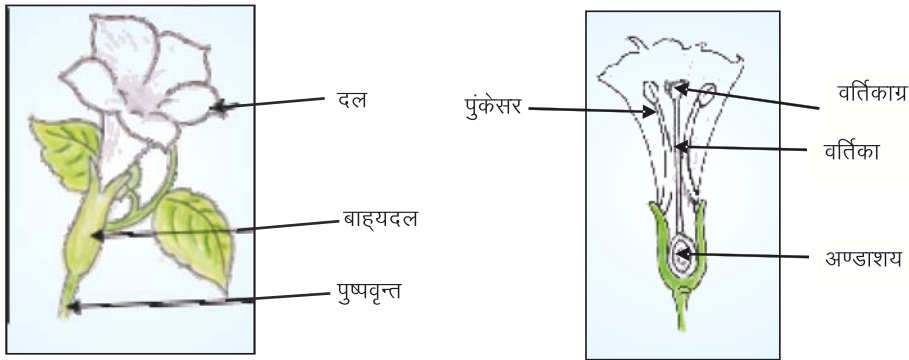 दल
बाह्यदल
पुष्पवृन्त
पुंकेसर
वर्तिकाग्र
वर्तिका
अण्डाशय